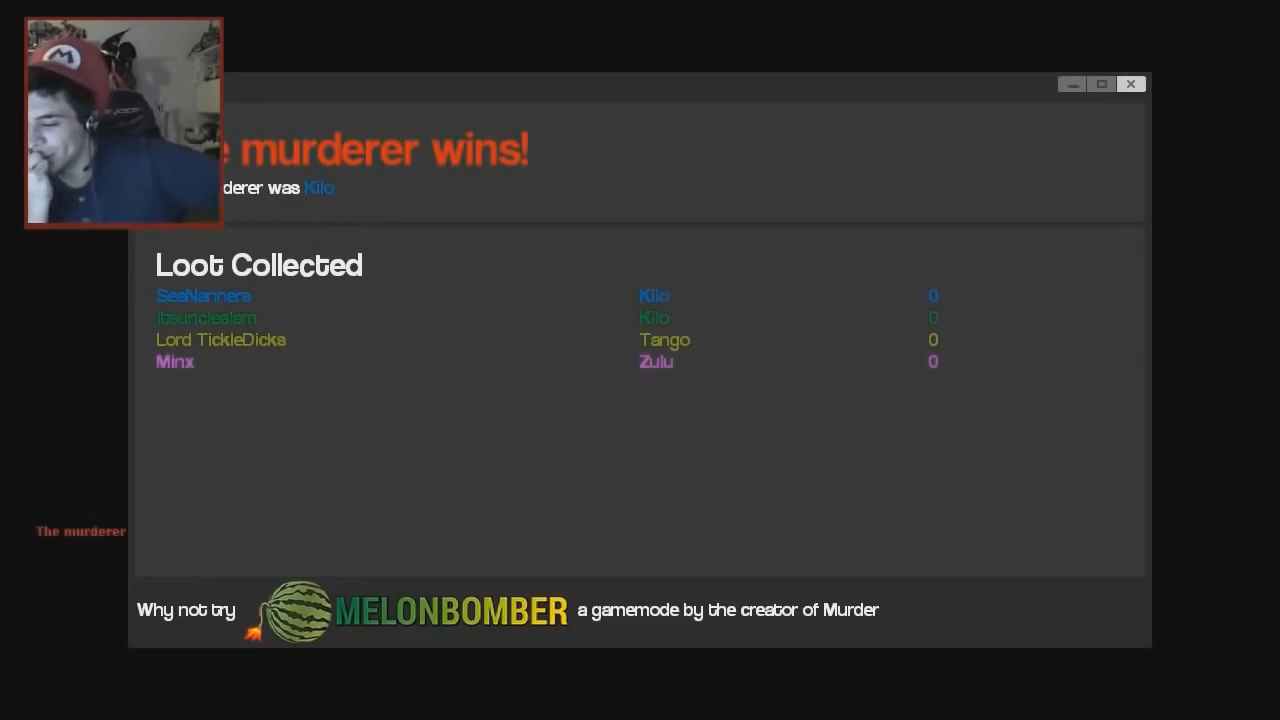 M
e murderer wins!
derer was Kilo
Loot Collected
SeaNanners Kilo 0
itsuncleslam Kilo 0
Lord TickleDicks Tango 0
Minx Zulu 0
The murderer
Why not try MELONBOMBER a gamemode by the creator of Murder